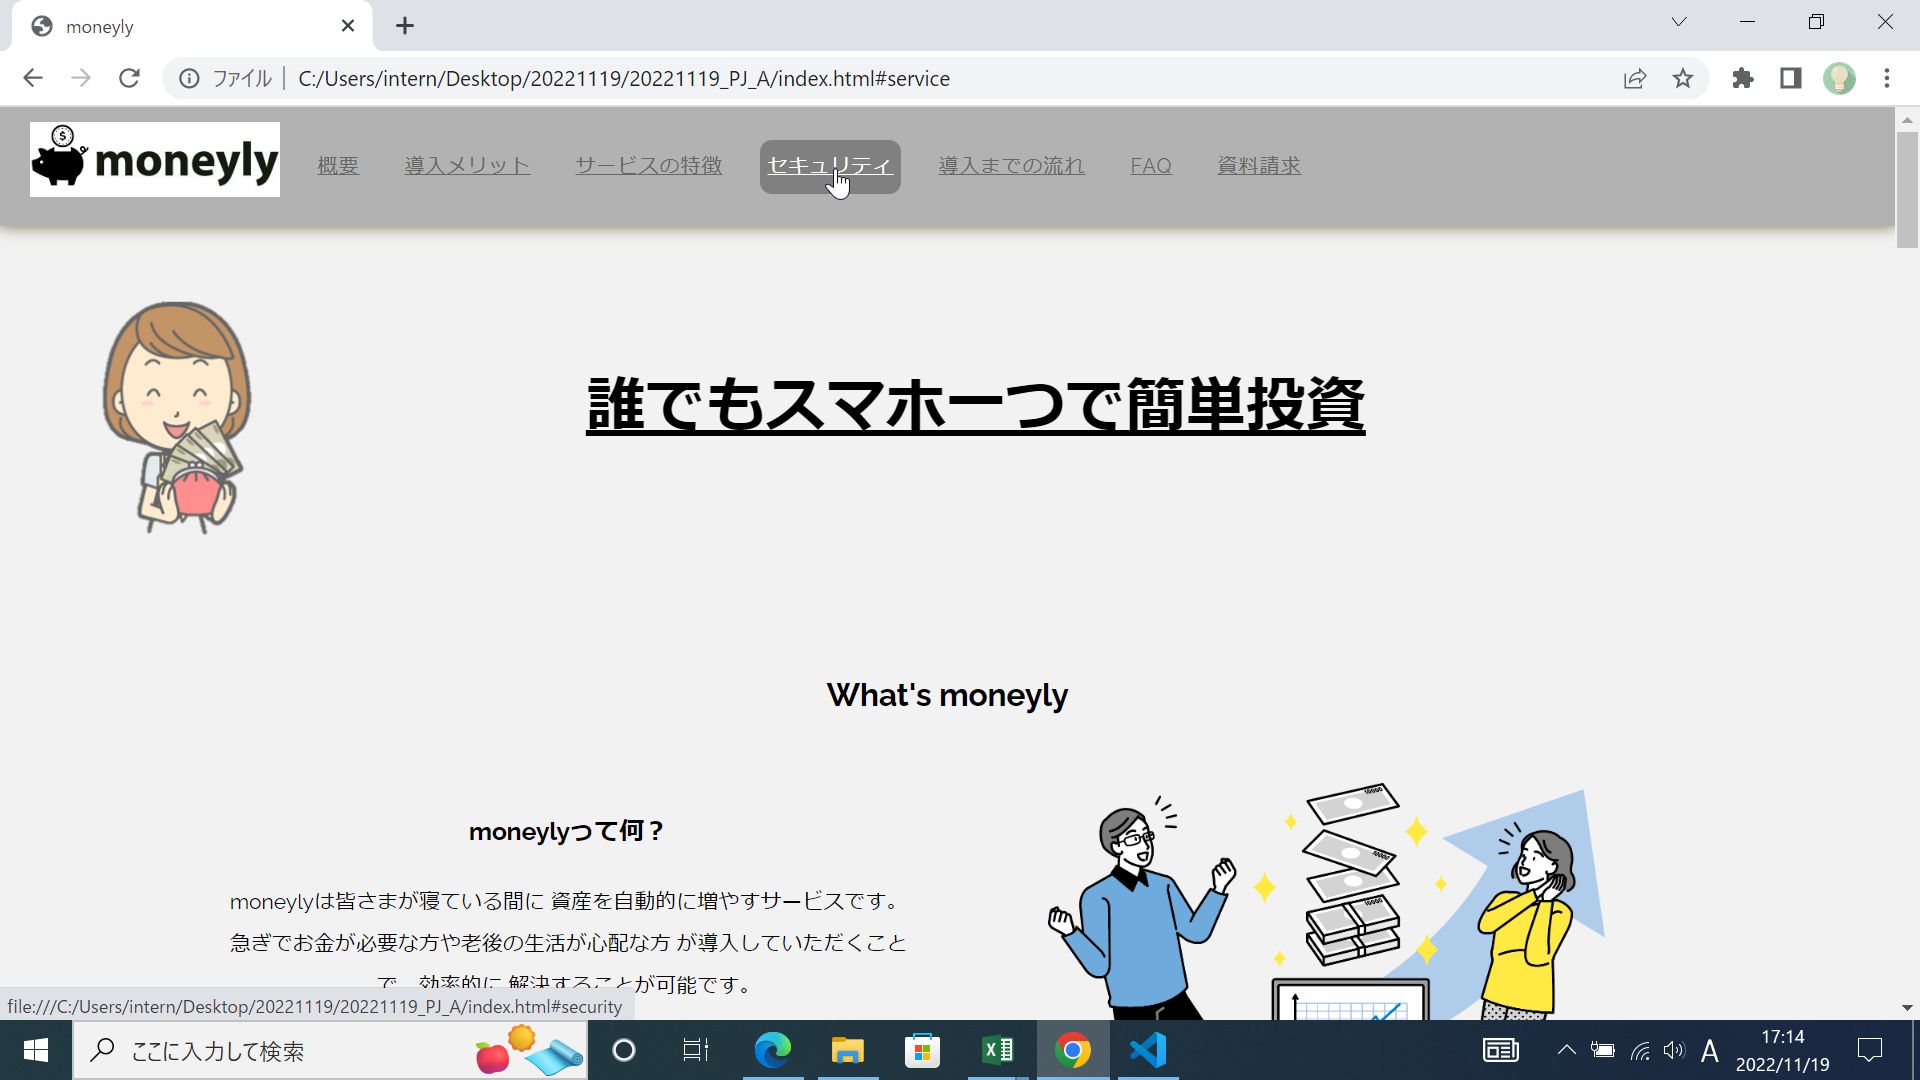 moneyly
ファイル C:/Users/intern/Desktop/20221119/20221119_PJ_A/index.html#service
moneyly 概要 導入メリット サービスの特徴 セキュリティ 導入までの流れ FAQ 資料請求
誰でもスマホ一つで簡単投資
What's moneyly
moneylyって何？
moneylyは皆さまが寝ている間に 資産を自動的に増やすサービスです。
急ぎでお金が必要な方や老後の生活が心配な方 が導入していただくこと
で、効率的に 解決することが可能です。
file:///C:/Users/intern/Desktop/20221119/20221119_PJ_A/index.html#security
ここに入力して検索
A
17:14
2022/11/19